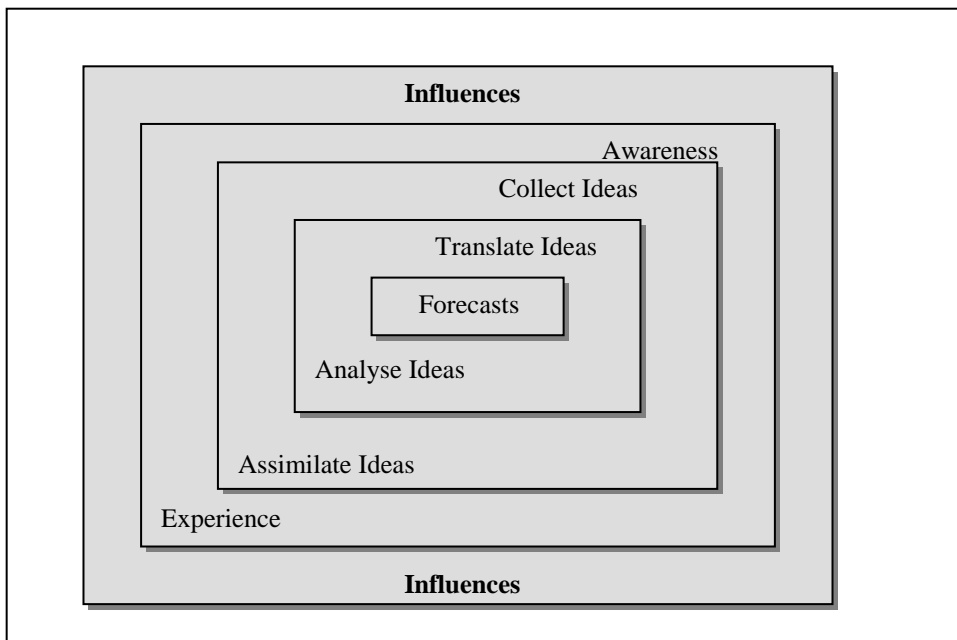 Influences
Awareness
Collect Ideas
Translate Ideas
Forecasts
Analyse Ideas
Assimilate Ideas
Experience
Influences